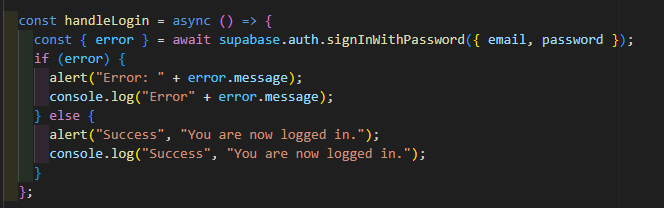 const handleLogin = async () => {
  const { error } = await supabase.auth.signInWithPassword({ email, password });
  if (error) {
    alert("Error: " + error.message);
    console.log("Error" + error.message);
  } else {
    alert("Success", "You are now logged in.");
    console.log("Success", "You are now logged in.");
  }
};